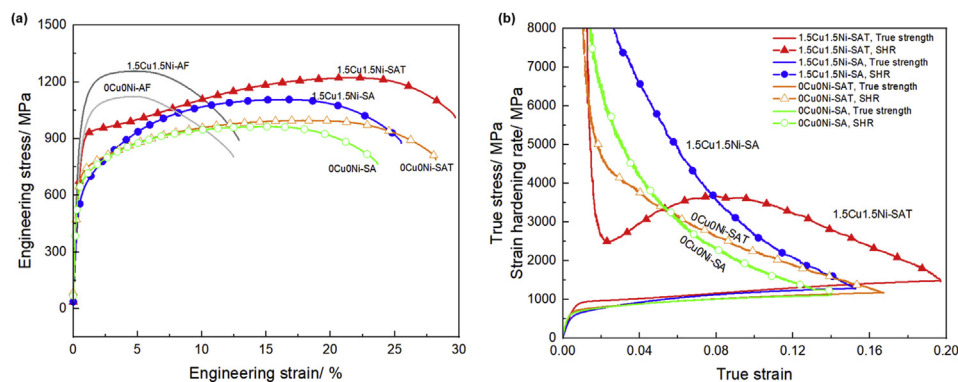 (a)
1500
1200
900
600
300
0
Engineering stress/ MPa
1.5Cu1.5Ni-AF
0Cu0Ni-AF
1.5Cu1.5Ni-SAT
1.5Cu1.5Ni-SA
0Cu0Ni-SA
0Cu0Ni-SAT
0 5 10 15 20 25 30
Engineering strain/ %
(b)
8000
7000
6000
5000
4000
3000
2000
1000
0
True stress/ MPa
Strain hardening rate/ MPa
1.5Cu1.5Ni-SAT, True strength
1.5Cu1.5Ni-SAT, SHR
1.5Cu1.5Ni-SA, True strength
1.5Cu1.5Ni-SA, SHR
0Cu0Ni-SAT, True strength
0Cu0Ni-SAT, SHR
0Cu0Ni-SA, True strength
0Cu0Ni-SA, SHR
1.5Cu1.5Ni-SA
1.5Cu1.5Ni-SAT
0Cu0Ni-SAT
0Cu0Ni-SA
0.00 0.04 0.08 0.12 0.16 0.20
True strain